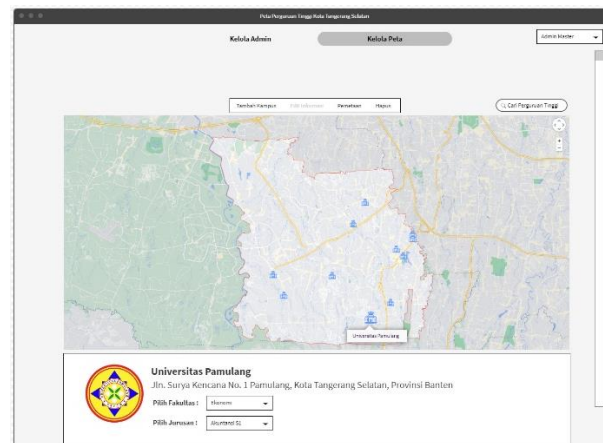 Peta Perguruan Tinggi Kota Tangerang Selatan
Kelola Admin
Kelola Peta
Admin Master
Tambah Kampus
Pemetaan
Hapus
Cari Perguruan Tinggi
Universitas Pamulang
Universitas Pamulang
Jln. Surya Kencana No. 1 Pamulang, Kota Tangerang Selatan, Provinsi Banten
Pilih Fakultas :
Ekonomi
Pilih Jurusan :
Akuntansi S1